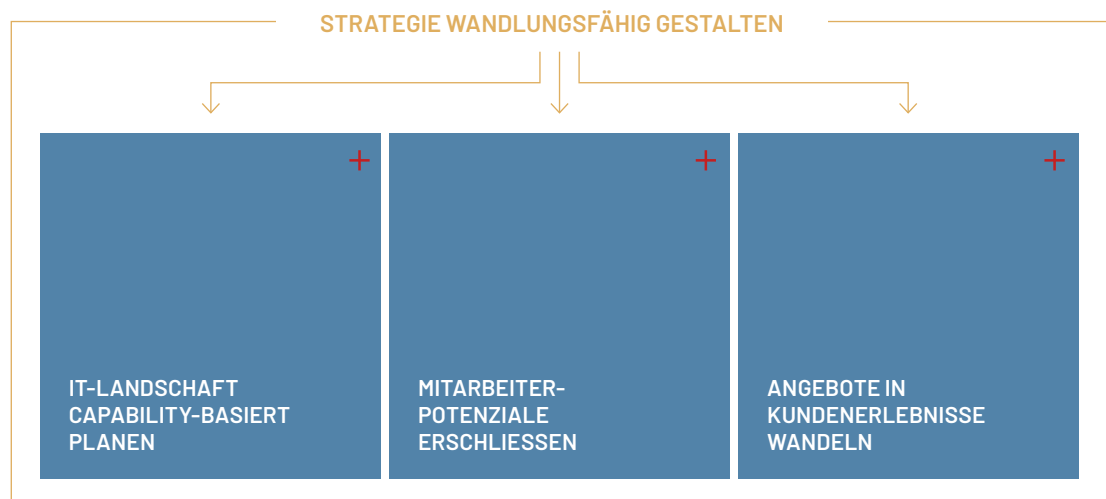 STRATEGIE WANDLUNGSFÄHIG GESTALTEN
IT-LANDSCHAFT
CAPABILITY-BASIERT
PLANEN
MITARBEITER-
POTENZIALE
ERSCHLIESSEN
ANGEBOTE IN
KUNDENERLEBNISSE
WANDELN